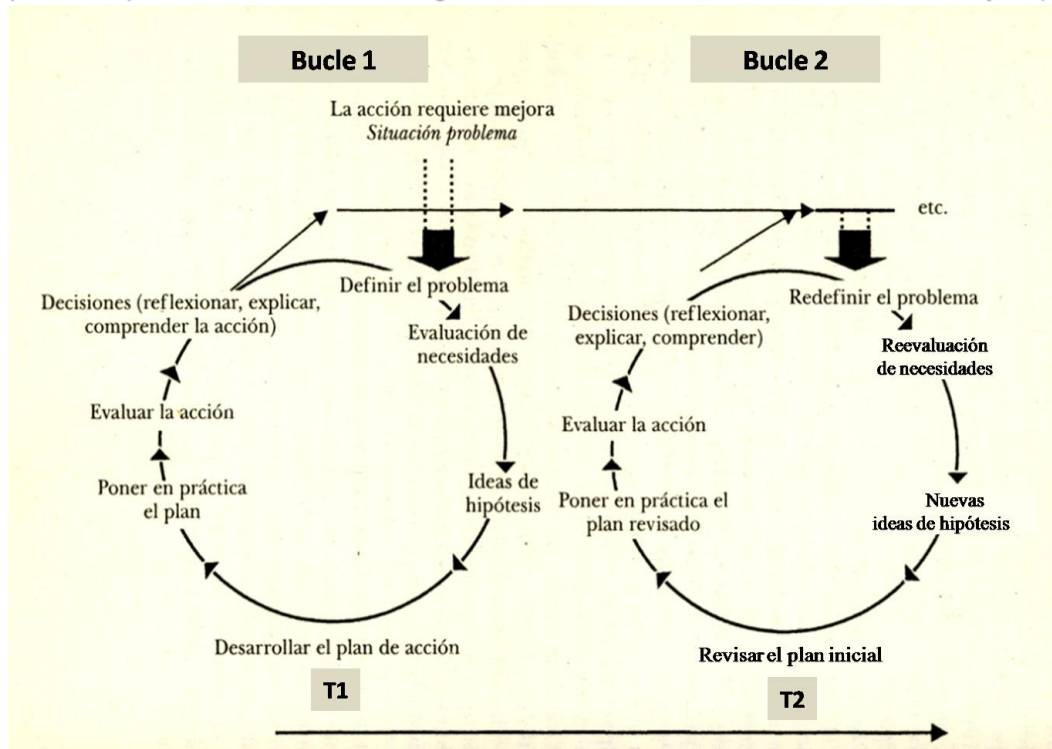 Bucle 1
Bucle 2
La acción requiere mejora
Situación problema
etc.
Definir el problema
Evaluación de
necesidades
Ideas de
hipótesis
Desarrollar el plan de acción
Poner en práctica
el plan
Evaluar la acción
Decisiones (reflexionar, explicar,
comprender la acción)
T1
Redefinir el problema
Reevaluación
de necesidades
Nuevas
ideas de hipótesis
Revisar el plan inicial
Poner en práctica el
plan revisado
Evaluar la acción
Decisiones (reflexionar,
explicar, comprender)
T2